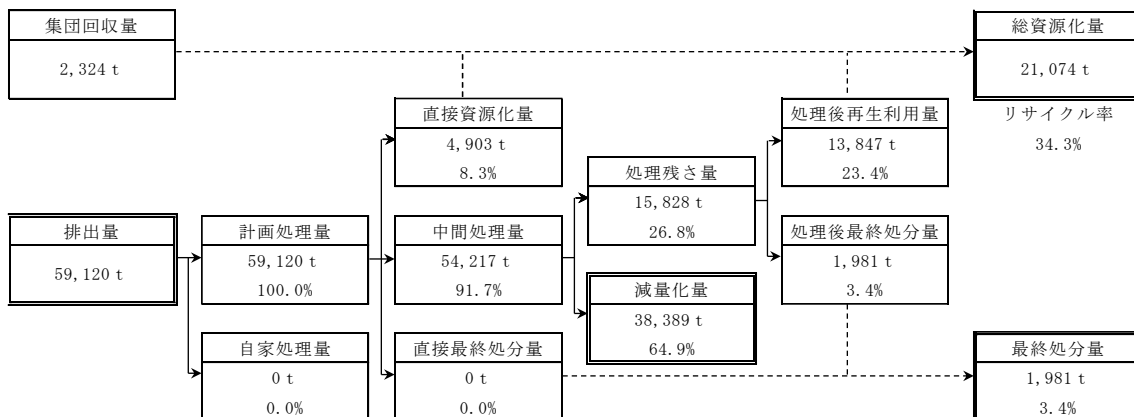 集団回収量
2,324 t
総資源化量
21,074 t
リサイクル率
34.3%
直接資源化量
4,903 t
8.3%
処理後再生利用量
13,847 t
23.4%
処理残さ量
15,828 t
26.8%
排出量
59,120 t
計画処理量
59,120 t
100.0%
中間処理量
54,217 t
91.7%
処理後最終処分量
1,981 t
3.4%
減量化量
38,389 t
64.9%
自家処理量
0 t
0.0%
直接最終処分量
0 t
0.0%
最終処分量
1,981 t
3.4%